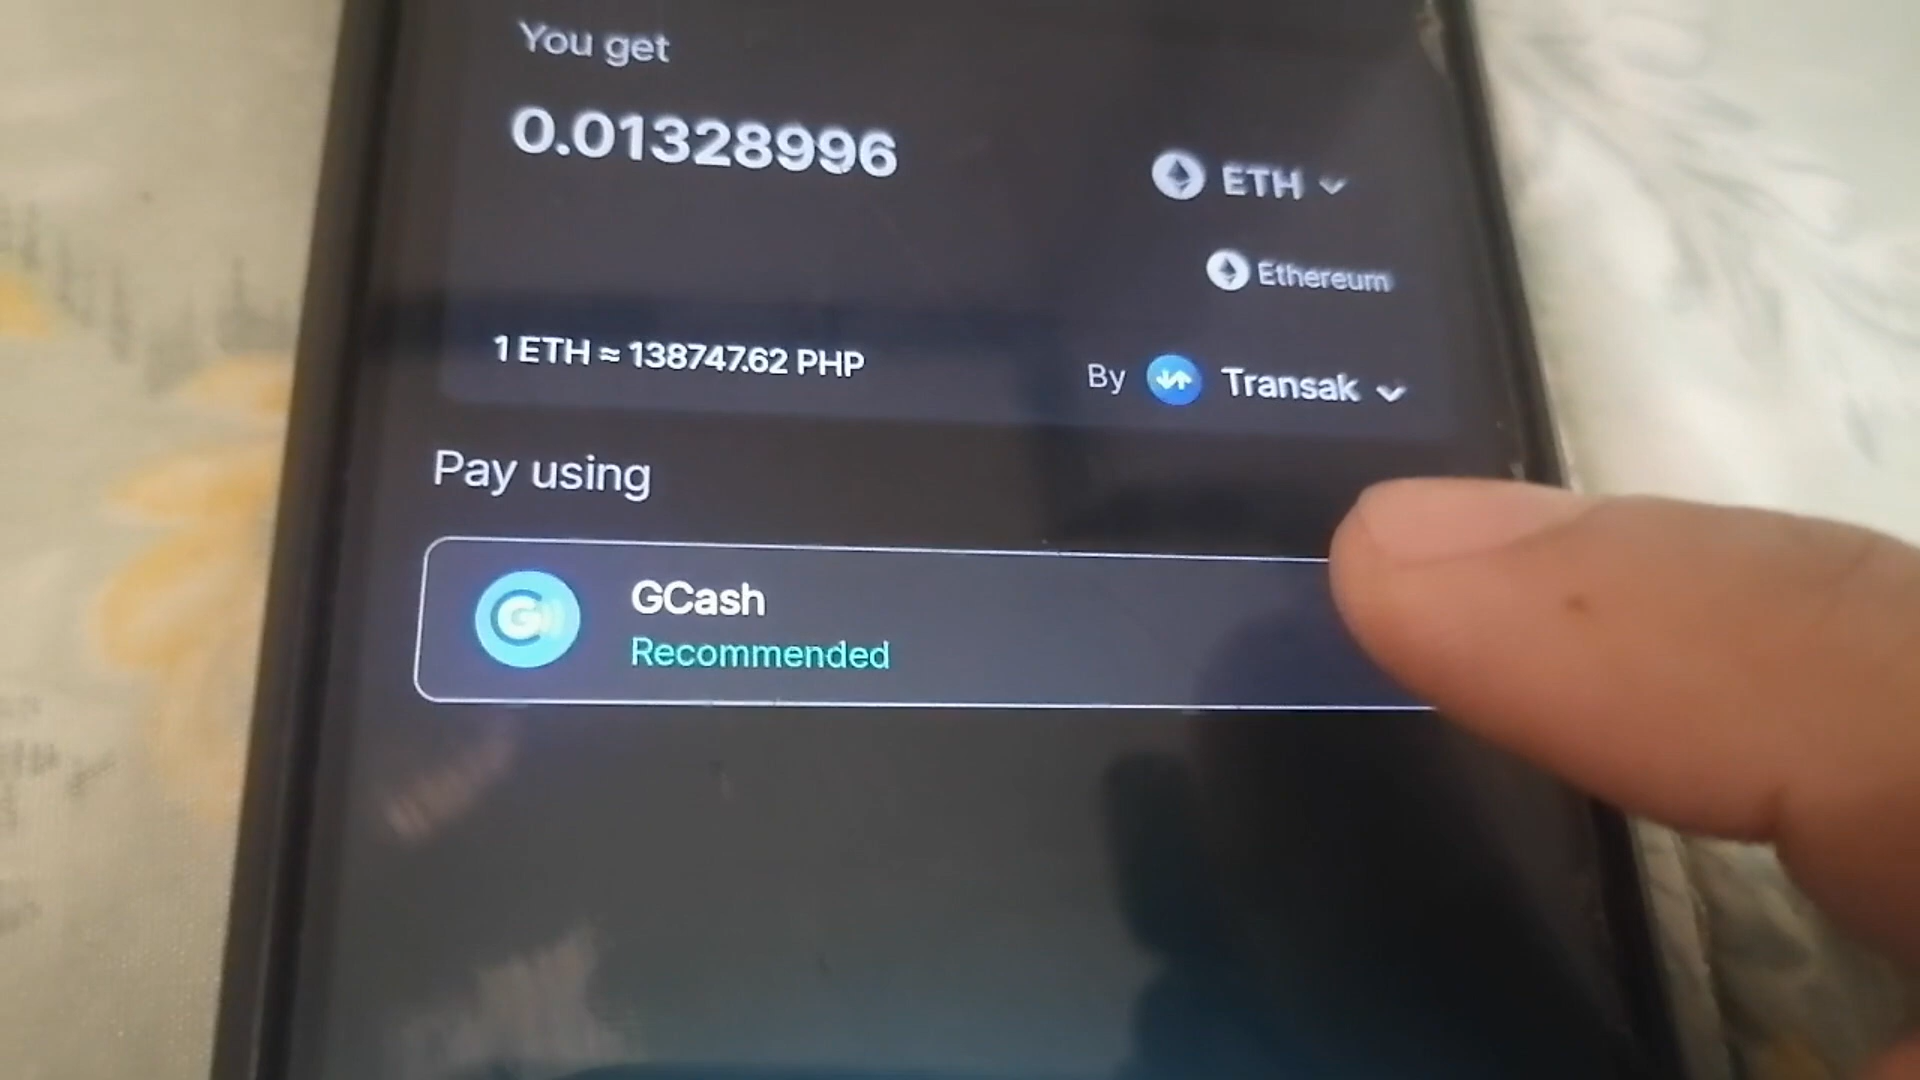 You get
0.01328996
ETH
Ethereum
1 ETH ≈ 138747.62 PHP
By Transak
Pay using
GCash
Recommended